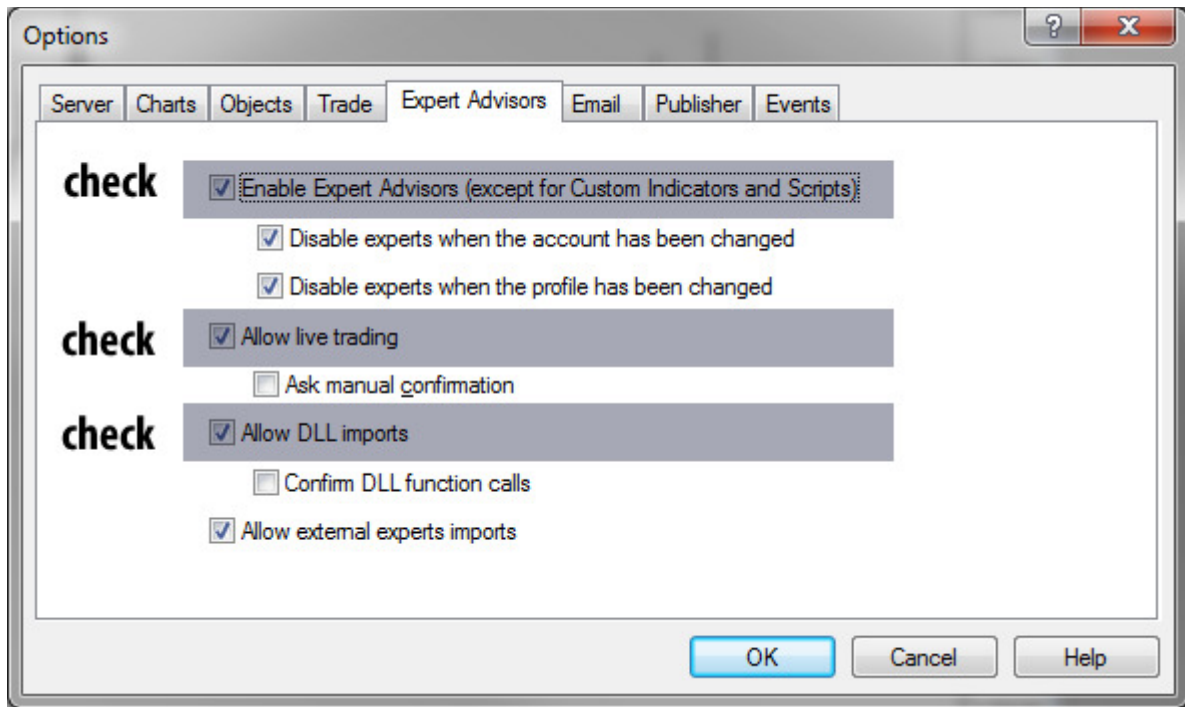 Options
Server Charts Objects Trade Expert Advisors Email Publisher Events
check Enable Expert Advisors (except for Custom Indicators and Scripts)
Disable experts when the account has been changed
Disable experts when the profile has been changed
check Allow live trading
Ask manual confirmation
check Allow DLL imports
Confirm DLL function calls
Allow external experts imports
OK Cancel Help